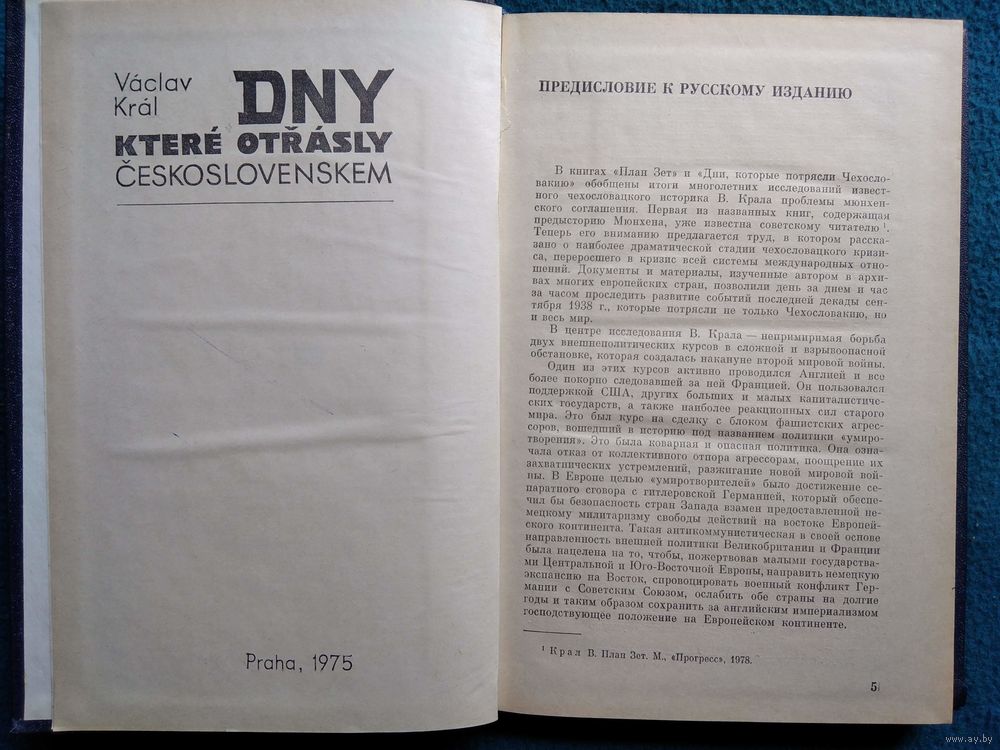 Václav
Král
DNY
KTERÉ OTŘÁSLY
ČESKOSLOVENSKEM
Praha, 1975
ПРЕДИСЛОВИЕ К РУССКОМУ ИЗДАНИЮ
В книгах «План Зет» и «Дни, которые потрясли Чехосло-
вакию» обобщены итоги многолетних исследований извест-
ного чехословацкого историка В. Крала проблемы мюнхен-
ского соглашения. Первая из названных книг, содержащая
предысторию Мюнхена, уже известна советскому читателю ¹.
Теперь его вниманию предлагается труд, в котором расска-
зано о наиболее драматической стадии чехословацкого кризи-
са, переросшего в кризис всей системы международных отно-
шений. Документы и материалы, изученные автором в архи-
вах многих европейских стран, позволили день за днем и час
за часом проследить развитие событий последней декады сен-
тября 1938 г., которые потрясли не только Чехословакию, но
и весь мир.
В центре исследования В. Крала — непримиримая борьба
двух внешнеполитических курсов в сложной и взрывоопасной
обстановке, которая создалась накануне второй мировой войны.
Один из этих курсов активно проводился Англией и все
более покорно следовавшей за ней Францией. Он пользовался
поддержкой США, других больших и малых капиталистиче-
ских государств, а также наиболее реакционных сил старого
мира. Это был курс на сделку с блоком фашистских агрес-
соров, вошедший в историю под названием политики «умиро-
творения». Это была коварная и опасная политика. Она озна-
чала отказ от коллективного отпора агрессорам, поощрение их
захватнических устремлений, разжигание новой мировой вой-
ны. В Европе целью «умиротворителей» было достижение се-
паратного сговора с гитлеровской Германией, который обеспе-
чил бы безопасность стран Запада взамен предоставленной не-
мецкому милитаризму свободы действий на востоке Европей-
ского континента. Такая антикоммунистическая в своей основе
направленность внешней политики Великобритании и Франции
была нацелена на то, чтобы, пожертвовав малыми государства-
ми Центральной и Юго-Восточной Европы, направить немецкую
экспансию на Восток, спровоцировать военный конфликт Гер-
мании с Советским Союзом, ослабить обе страны на долгие
годы и таким образом сохранить за английским империализмом
господствующее положение на Европейском континенте.
¹ Крал В. План Зет. М., «Прогресс», 1978.
5
www.ay.by